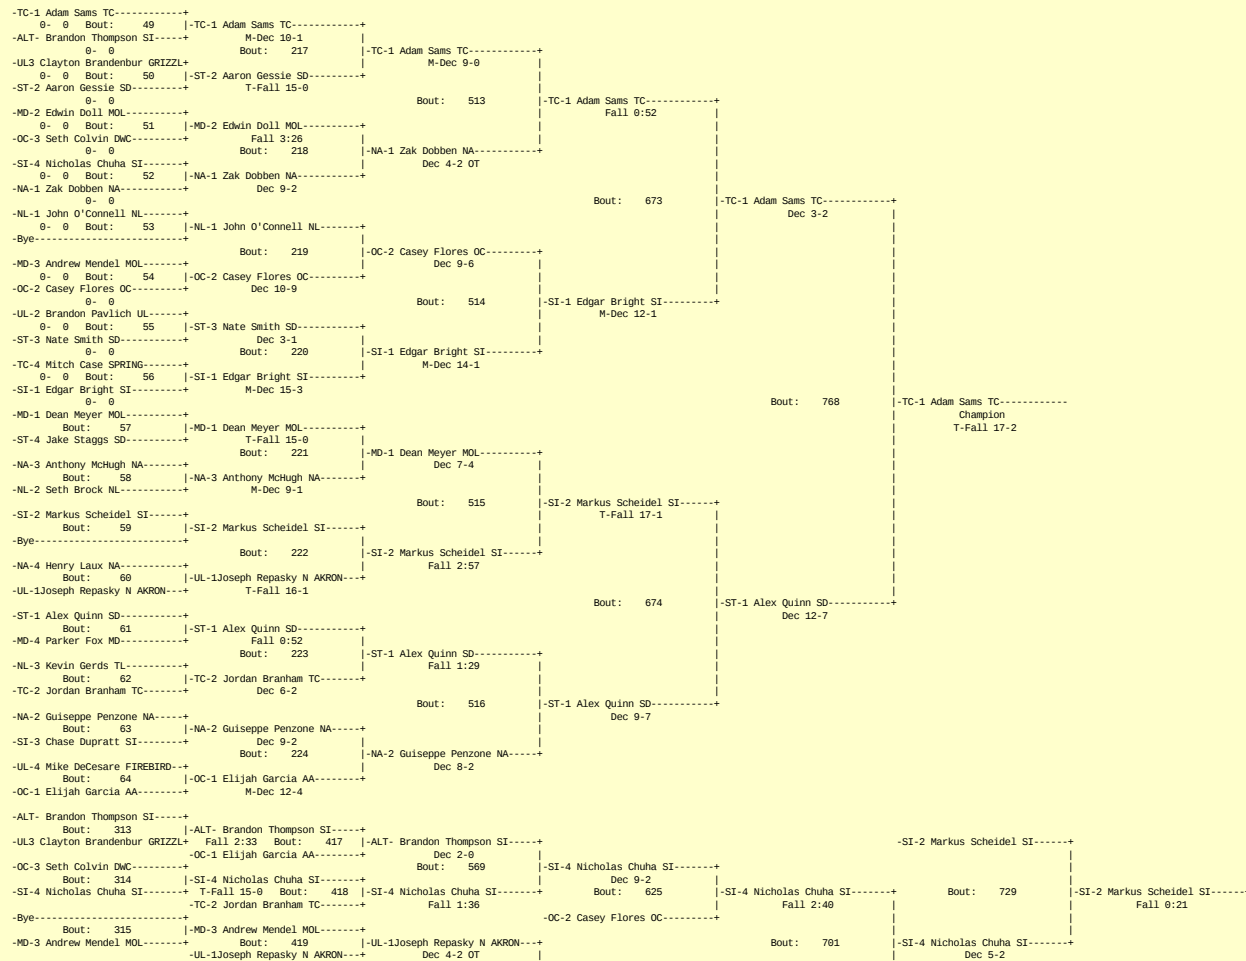 -TC-1 Adam Sams TC------------+
0-  0   Bout:      49      |-TC-1 Adam Sams TC------------+
-ALT- Brandon Thompson SI-----+          M-Dec 10-1         |
0-  0                     Bout:    217         |-TC-1 Adam Sams TC------------+
-UL3 Clayton Brandenbur GRIZZL+                             |          M-Dec 9-0          |
0-  0   Bout:      50      |-ST-2 Aaron Gessie SD---------+                             |
-ST-2 Aaron Gessie SD---------+          T-Fall 15-0                                      |
0-  0                                                  Bout:    513         |-TC-1 Adam Sams TC------------+
-MD-2 Edwin Doll MOL----------+                                                           |          Fall 0:52          |
0-  0   Bout:      51      |-MD-2 Edwin Doll MOL----------+                             |                             |
-OC-3 Seth Colvin DWC---------+          Fall 3:26          |                             |                             |
0-  0                     Bout:    218         |-NA-1 Zak Dobben NA-----------+                             |
-SI-4 Nicholas Chuha SI-------+                             |         Dec 4-2 OT                                        |
0-  0   Bout:      52      |-NA-1 Zak Dobben NA-----------+                                                           |
-NA-1 Zak Dobben NA-----------+           Dec 9-2                                                                       |
0-  0                                                                               Bout:    673         |-TC-1 Adam Sams TC------------+
-NL-1 John O'Connell NL-------+                                                                                         |           Dec 3-2           |
0-  0   Bout:      53      |-NL-1 John O'Connell NL-------+                                                           |                             |
-Bye--------------------------+                             |                                                           |                             |
Bout:    219         |-OC-2 Casey Flores OC---------+                             |                             |
-MD-3 Andrew Mendel MOL-------+                             |           Dec 9-6           |                             |                             |
0-  0   Bout:      54      |-OC-2 Casey Flores OC---------+                             |                             |                             |
-OC-2 Casey Flores OC---------+          Dec 10-9                                         |                             |                             |
0-  0                                                  Bout:    514         |-SI-1 Edgar Bright SI---------+                             |
-UL-2 Brandon Pavlich UL------+                                                           |         M-Dec 12-1                                        |
0-  0   Bout:      55      |-ST-3 Nate Smith SD-----------+                             |                                                           |
-ST-3 Nate Smith SD-----------+           Dec 3-1           |                             |                                                           |
0-  0                     Bout:    220         |-SI-1 Edgar Bright SI---------+                                                           |
-TC-4 Mitch Case SPRING-------+                             |         M-Dec 14-1                                                                      |
0-  0   Bout:      56      |-SI-1 Edgar Bright SI---------+                                                                                         |
-SI-1 Edgar Bright SI---------+         M-Dec 15-3                                                                                                    |
0-  0                                                                                                            Bout:    768         |-TC-1 Adam Sams TC-----------
-MD-1 Dean Meyer MOL----------+                                                                                                                       |          Champion
Bout:      57      |-MD-1 Dean Meyer MOL----------+                                                                                         |         T-Fall 17-2
-ST-4 Jake Staggs SD----------+         T-Fall 15-0         |                                                                                         |
Bout:    221         |-MD-1 Dean Meyer MOL----------+                                                           |
-NA-3 Anthony McHugh NA-------+                             |           Dec 7-4           |                                                           |
Bout:      58      |-NA-3 Anthony McHugh NA-------+                             |                                                           |
-NL-2 Seth Brock NL-----------+          M-Dec 9-1                                        |                                                           |
Bout:    515         |-SI-2 Markus Scheidel SI------+                             |
-SI-2 Markus Scheidel SI------+                                                           |         T-Fall 17-1         |                             |
Bout:      59      |-SI-2 Markus Scheidel SI------+                             |                             |                             |
-Bye--------------------------+                             |                             |                             |                             |
Bout:    222         |-SI-2 Markus Scheidel SI------+                             |                             |
-NA-4 Henry Laux NA-----------+                             |          Fall 2:57                                        |                             |
Bout:      60      |-UL-1Joseph Repasky N AKRON---+                                                           |                             |
-UL-1Joseph Repasky N AKRON---+         T-Fall 16-1                                                                     |                             |
Bout:    674         |-ST-1 Alex Quinn SD-----------+
-ST-1 Alex Quinn SD-----------+                                                                                         |          Dec 12-7
Bout:      61      |-ST-1 Alex Quinn SD-----------+                                                           |
-MD-4 Parker Fox MD-----------+          Fall 0:52          |                                                           |
Bout:    223         |-ST-1 Alex Quinn SD-----------+                             |
-NL-3 Kevin Gerds TL----------+                             |          Fall 1:29          |                             |
Bout:      62      |-TC-2 Jordan Branham TC-------+                             |                             |
-TC-2 Jordan Branham TC-------+           Dec 6-2                                         |                             |
Bout:    516         |-ST-1 Alex Quinn SD-----------+
-NA-2 Guiseppe Penzone NA-----+                                                           |           Dec 9-7
Bout:      63      |-NA-2 Guiseppe Penzone NA-----+                             |
-SI-3 Chase Dupratt SI--------+           Dec 9-2           |                             |
Bout:    224         |-NA-2 Guiseppe Penzone NA-----+
-UL-4 Mike DeCesare FIREBIRD--+                             |           Dec 8-2
Bout:      64      |-OC-1 Elijah Garcia AA--------+
-OC-1 Elijah Garcia AA--------+         M-Dec 12-4
-ALT- Brandon Thompson SI-----+
Bout:    313       |-ALT- Brandon Thompson SI-----+
-UL3 Clayton Brandenbur GRIZZL+  Fall 2:33   Bout:    417   |-ALT- Brandon Thompson SI-----+                                                           -SI-2 Markus Scheidel SI------+
-OC-1 Elijah Garcia AA--------+           Dec 2-0           |                                                                                         |
-OC-3 Seth Colvin DWC---------+                                              Bout:    569         |-SI-4 Nicholas Chuha SI-------+                                                           |
Bout:    314       |-SI-4 Nicholas Chuha SI-------+                             |           Dec 9-2           |                                                           |
-SI-4 Nicholas Chuha SI-------+ T-Fall 15-0  Bout:    418   |-SI-4 Nicholas Chuha SI-------+         Bout:    625        |-SI-4 Nicholas Chuha SI-------+         Bout:    729         |-SI-2 Markus Scheidel SI------
-TC-2 Jordan Branham TC-------+          Fall 1:36                                        |          Fall 2:40          |                             |          Fall 0:21
-Bye--------------------------+                                                           -OC-2 Casey Flores OC---------+                             |                             |
Bout:    315       |-MD-3 Andrew Mendel MOL-------+                                                                                         |                             |
-MD-3 Andrew Mendel MOL-------+              Bout:    419   |-UL-1Joseph Repasky N AKRON---+                                      Bout:    701        |-SI-4 Nicholas Chuha SI-------+
-UL-1Joseph Repasky N AKRON---+         Dec 4-2 OT          |                                                           |           Dec 5-2